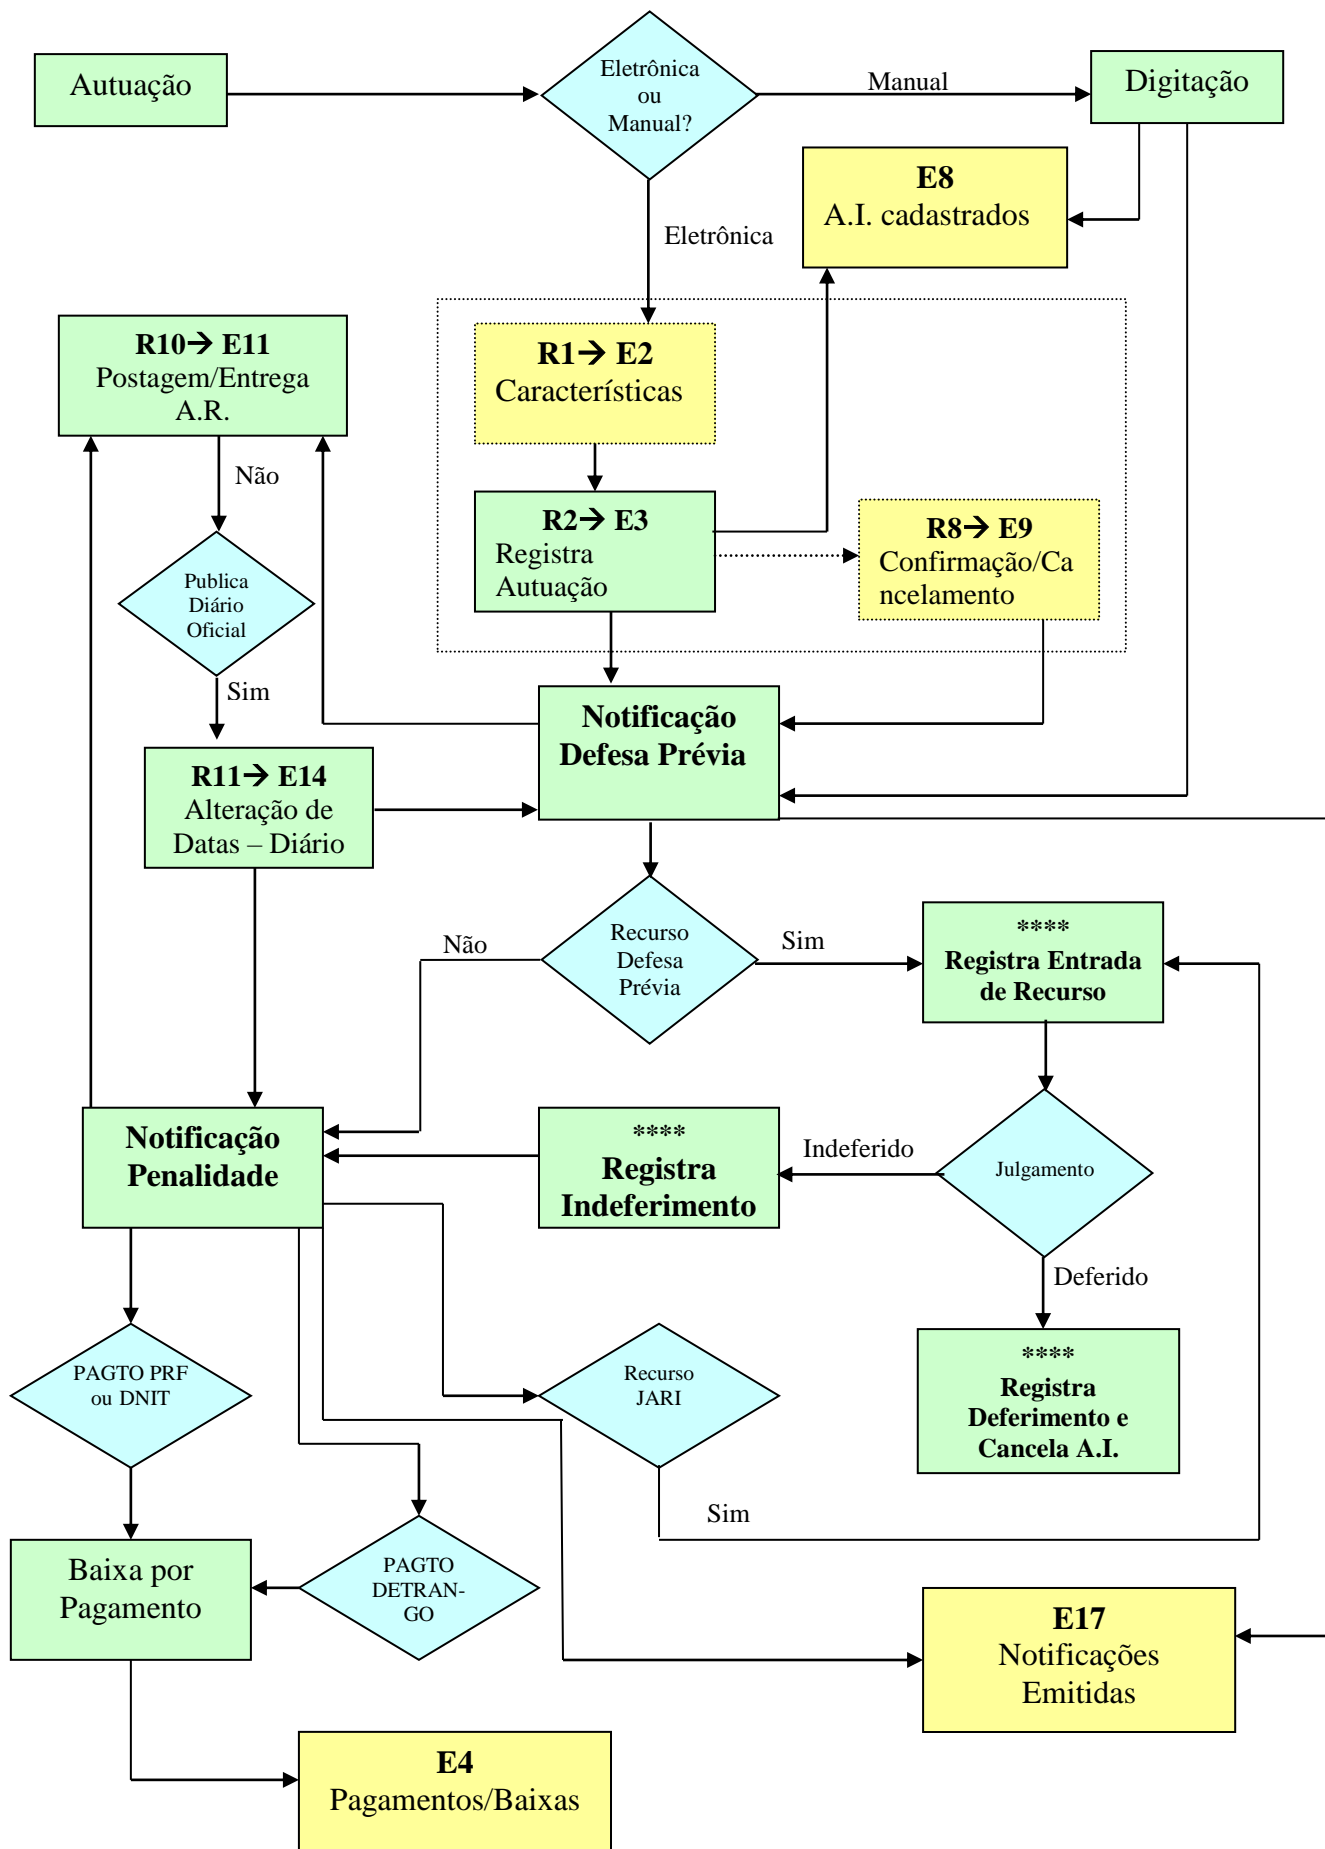 Autuação
Eletrônica
ou
Manual?
Manual
Digitação
E8
A.I. cadastrados
Eletrônica
R10→ E11
Postagem/Entrega
A.R.
R1→ E2
Características
Não
R2→ E3
Registra
Autuação
R8→ E9
Confirmação/Ca
ncelamento
Publica
Diário
Oficial
Sim
Notificação
Defesa Prévia
R11→ E14
Alteração de
Datas – Diário
Não
Recurso
Defesa
Prévia
Sim
****
Registra Entrada
de Recurso
Notificação
Penalidade
****
Registra
Indeferimento
Indeferido
Julgamento
Deferido
PAGTO PRF
ou DNIT
Recurso
JARI
****
Registra
Deferimento e
Cancela A.I.
Sim
Baixa por
Pagamento
PAGTO
DETRAN-
GO
E17
Notificações
Emitidas
E4
Pagamentos/Baixas